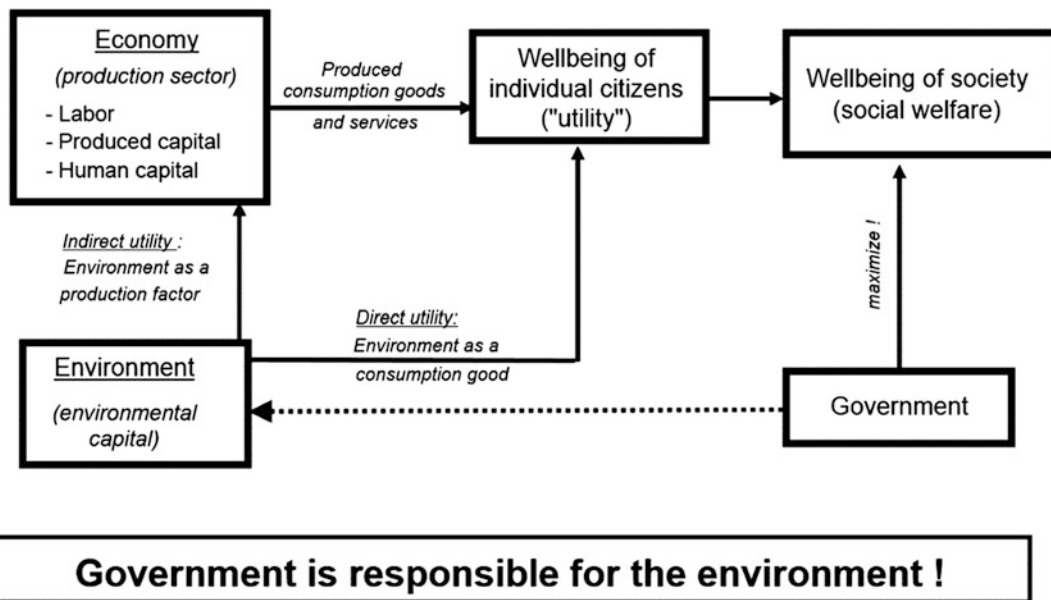 Economy
(production sector)
- Labor
- Produced capital
- Human capital
Produced
consumption goods
and services
Wellbeing of
individual citizens
("utility")
Wellbeing of society
(social welfare)
Indirect utility :
Environment as a
production factor
Direct utility:
Environment as a
consumption good
maximize !
Environment
(environmental
capital)
Government
Government is responsible for the environment !